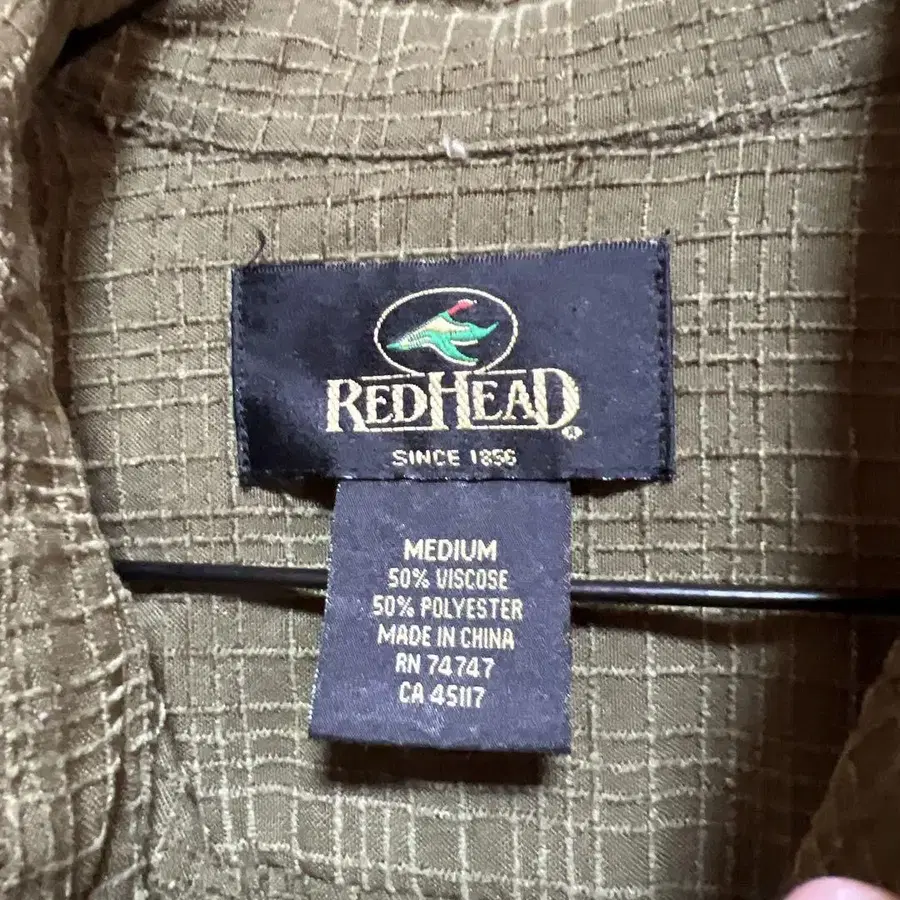 REDHEAD®
SINCE 1856
MEDIUM
50% VISCOSE
50% POLYESTER
MADE IN CHINA
RN 74747
CA 45117